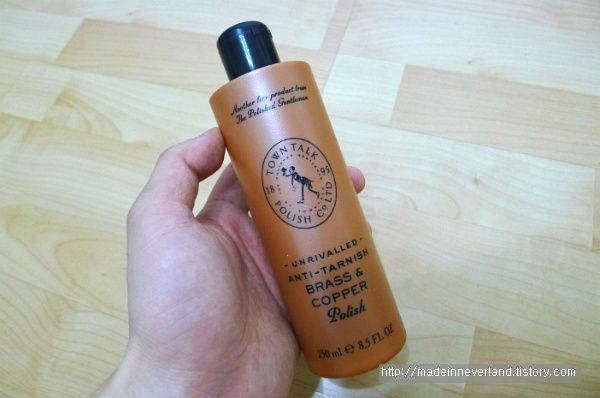 Another fine product from
The Polished Gentleman
TOWN TALK
18 95
POLISH Co LTD
- UNRIVALLED -
ANTI-TARNISH
BRASS &
COPPER
Polish
250 ml e 8.5 FL OZ
http://madeinneverland.tistory.com